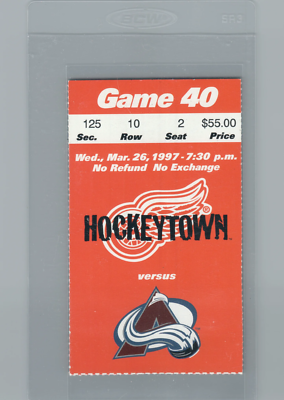 Game 40
125 10 2 $55.00
Sec. Row Seat Price
Wed., Mar. 26, 1997 - 7:30 p.m.
No Refund No Exchange
HOCKEYTOWN™
versus